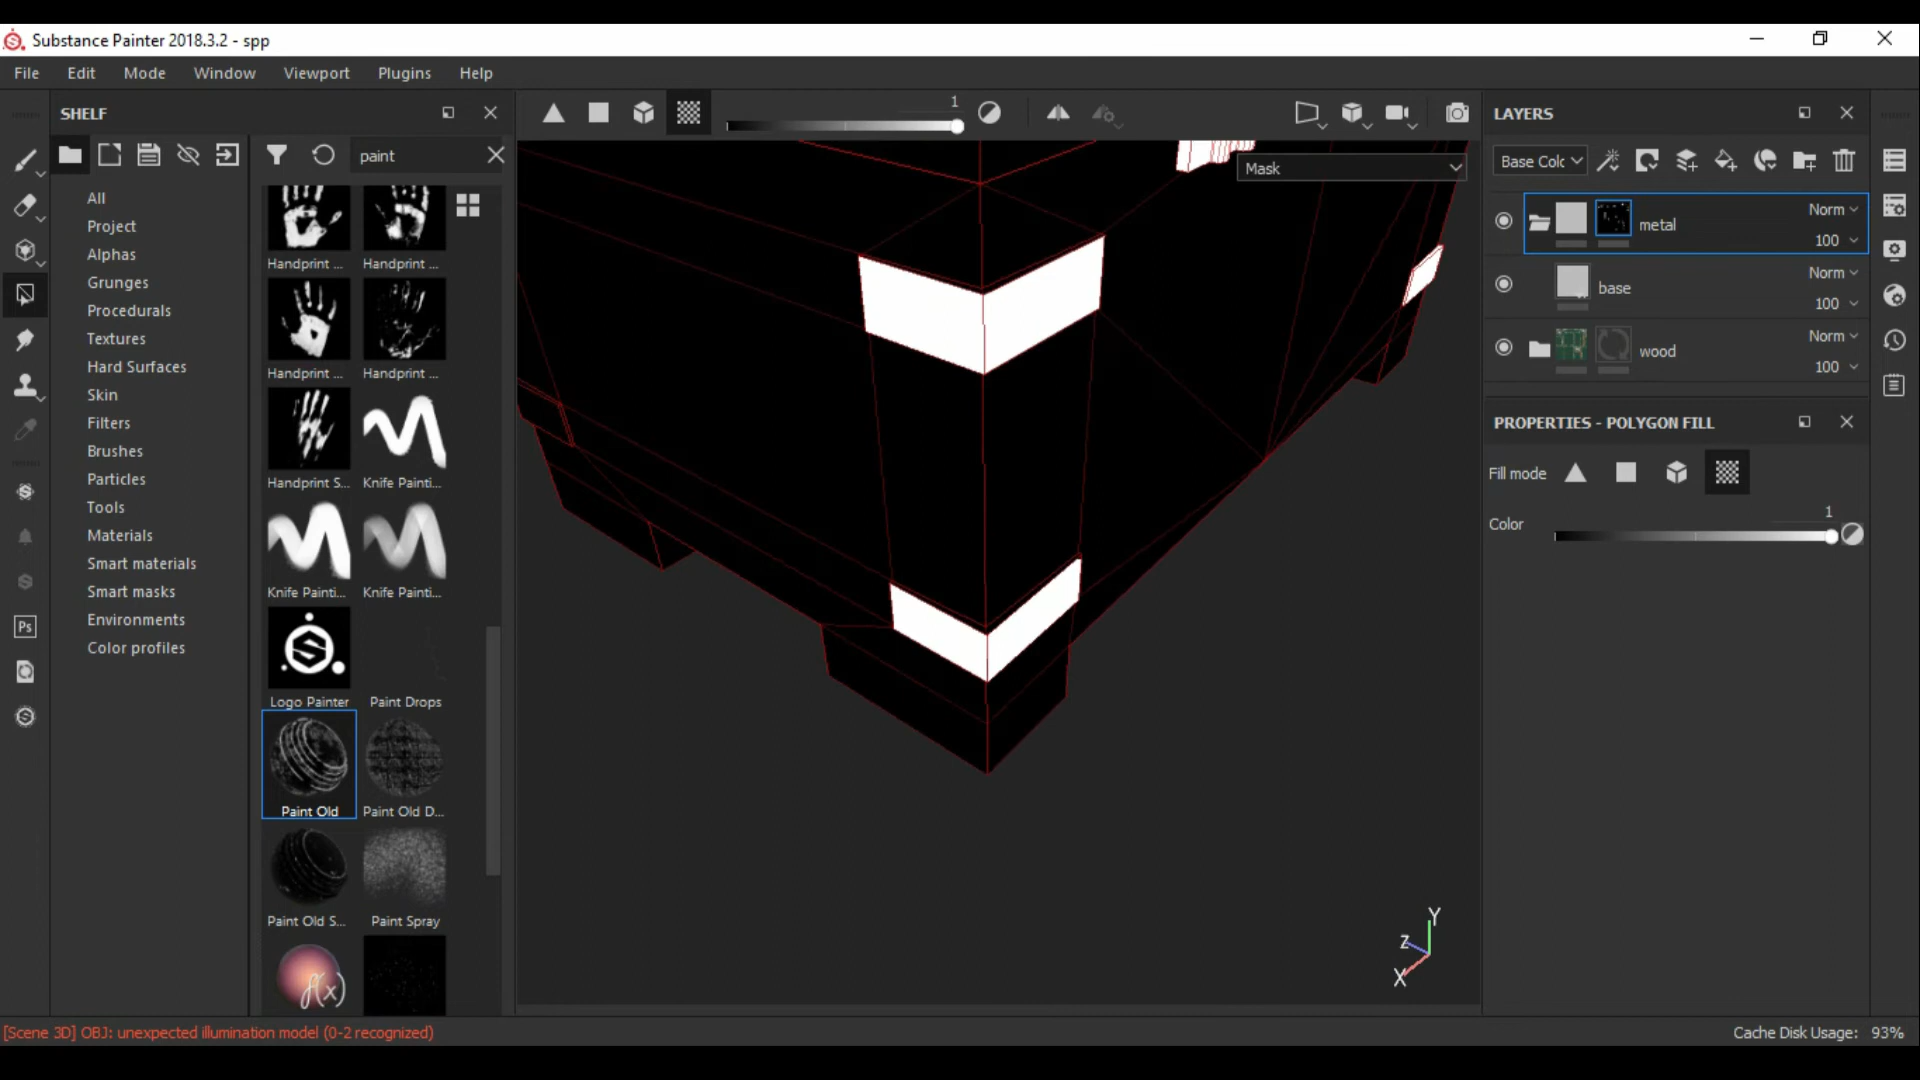 Substance Painter 2018.3.2 - spp
File Edit Mode Window Viewport Plugins Help
SHELF
paint
All
Project
Alphas
Grunges
Procedurals
Textures
Hard Surfaces
Skin
Filters
Brushes
Particles
Tools
Materials
Smart materials
Smart masks
Environments
Color profiles
Handprint ... Handprint ...
Handprint ... Handprint ...
Handprint S... Knife Painti...
Knife Painti... Knife Painti...
Logo Painter Paint Drops
Paint Old Paint Old D...
Paint Old S... Paint Spray
f(x)
Ps
1
Mask
Y
Z
X
LAYERS
Base Colc
metal Norm 100
base Norm 100
wood Norm 100
PROPERTIES - POLYGON FILL
Fill mode
Color 1
[Scene 3D] OBJ: unexpected illumination model (0-2 recognized)
Cache Disk Usage: 93%